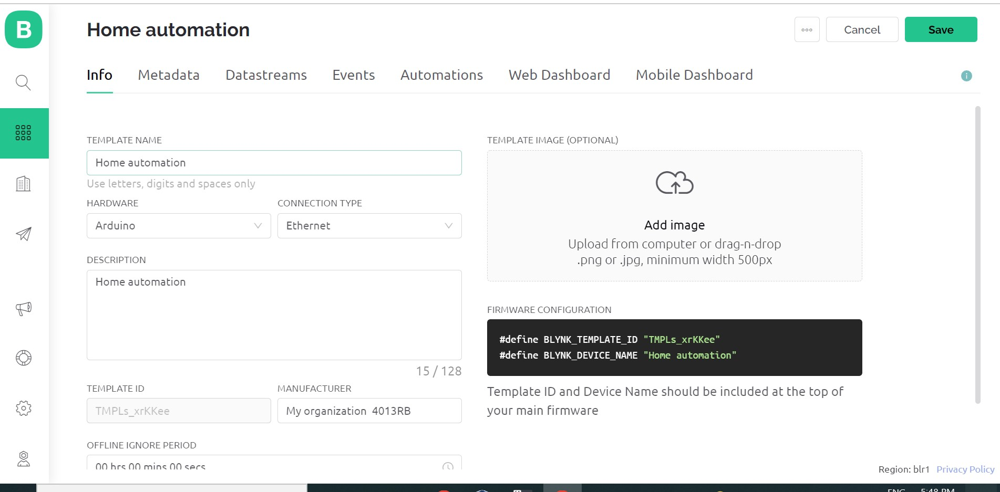 B
Home automation
Cancel
Save
Info
Metadata
Datastreams
Events
Automations
Web Dashboard
Mobile Dashboard
TEMPLATE NAME
Home automation
Use letters, digits and spaces only
HARDWARE
CONNECTION TYPE
Arduino
Ethernet
DESCRIPTION
Home automation
15 / 128
TEMPLATE ID
MANUFACTURER
TMPLs_xrKKee
My organization 4013RB
OFFLINE IGNORE PERIOD
00 hrs 00 mins 00 secs
TEMPLATE IMAGE (OPTIONAL)
Add image
Upload from computer or drag-n-drop
.png or .jpg, minimum width 500px
FIRMWARE CONFIGURATION
#define BLYNK_TEMPLATE_ID "TMPLs_xrKKee"
#define BLYNK_DEVICE_NAME "Home automation"
Template ID and Device Name should be included at the top of
your main firmware
Region: blr1 Privacy Policy
ENG 5:48 PM